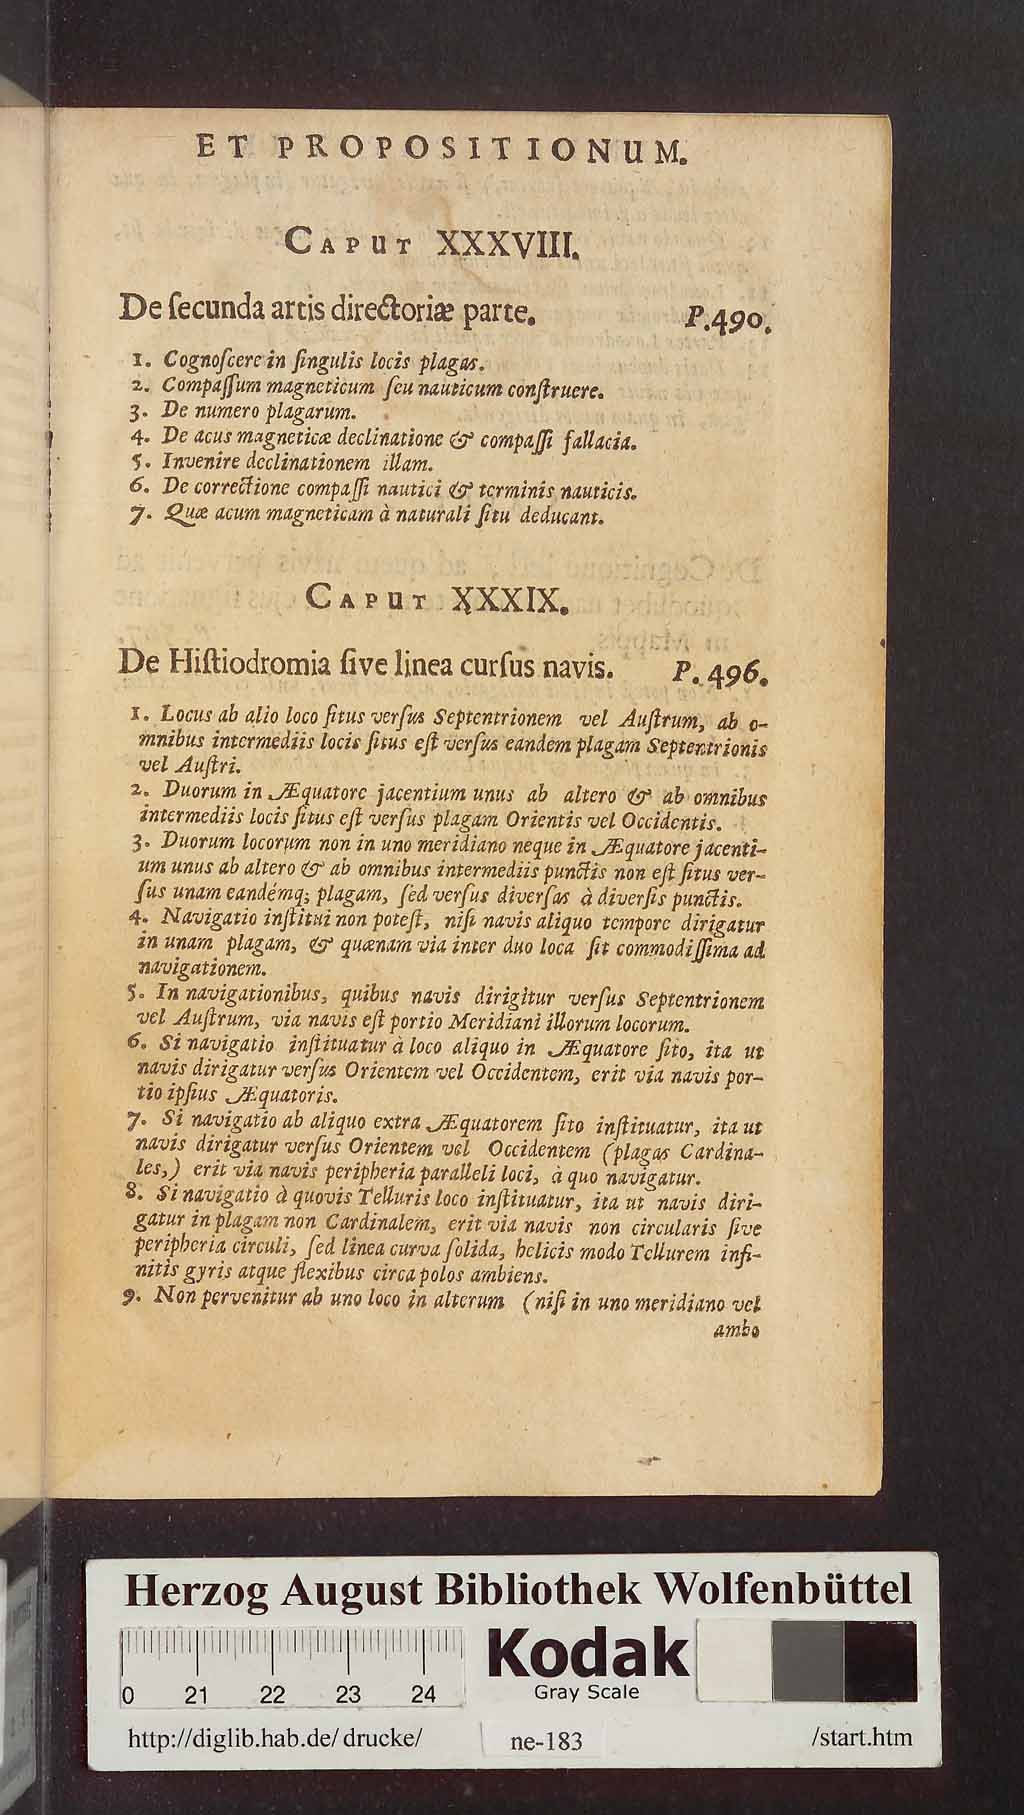 ET PROPOSITIONUM.
CAPUT XXXVIII.
De ſecunda artis directoriæ parte. P. 490.
1. Cognoſcere in ſingulis locis plagas.
2. Compaſſum magneticum ſeu nauticum conſtruere.
3. De numero plagarum.
4. De acus magneticæ declinatione & compaſſi fallacia.
5. Invenire declinationem illam.
6. De correctione compaſſi nautici & terminis nauticis.
7. Quæ acum magneticam à naturali ſitu deducant.
CAPUT XXXIX.
De Hiſtiodromia ſive linea curſus navis. P. 496.
1. Locus ab alio loco ſitus verſus Septentrionem vel Auſtrum, ab o-
mnibus intermediis locis ſitus eſt verſus eandem plagam Septentrionis
vel Auſtri.
2. Duorum in Æquatore jacentium unus ab altero & ab omnibus
intermediis locis ſitus eſt verſus plagam Orientis vel Occidentis.
3. Duorum locorum non in uno meridiano neque in Æquatore jacenti-
um unus ab altero & ab omnibus intermediis punctis non eſt ſitus ver-
ſus unam eandémq; plagam, ſed verſus diverſas à diverſis punctis.
4. Navigatio inſtitui non poteſt, niſi navis aliquo tempore dirigatur
in unam plagam, & quænam via inter duo loca ſit commodiſſima ad
navigationem.
5. In navigationibus, quibus navis dirigitur verſus Septentrionem
vel Auſtrum, via navis eſt portio Meridiani illorum locorum.
6. Si navigatio inſtituatur à loco aliquo in Æquatore ſito, ita ut
navis dirigatur verſus Orientem vel Occidentem, erit via navis por-
tio ipſius Æquatoris.
7. Si navigatio ab aliquo extra Æquatorem ſito inſtituatur, ita ut
navis dirigatur verſus Orientem vel Occidentem (plagas Cardina-
les,) erit via navis peripheria paralleli loci, à quo navigatur.
8. Si navigatio à quovis Telluris loco inſtituatur, ita ut navis diri-
gatur in plagam non Cardinalem, erit via navis non circularis ſive
peripheria circuli, ſed linea curva ſolida, helicis modo Tellurem infi-
nitis gyris atque flexibus circa polos ambiens.
9. Non pervenitur ab uno loco in alterum (niſi in uno meridiano vel
ambo
Herzog August Bibliothek Wolfenbüttel
0 21 22 23 24
Kodak
Gray Scale
http://diglib.hab.de/ drucke/ ne-183 /start.htm